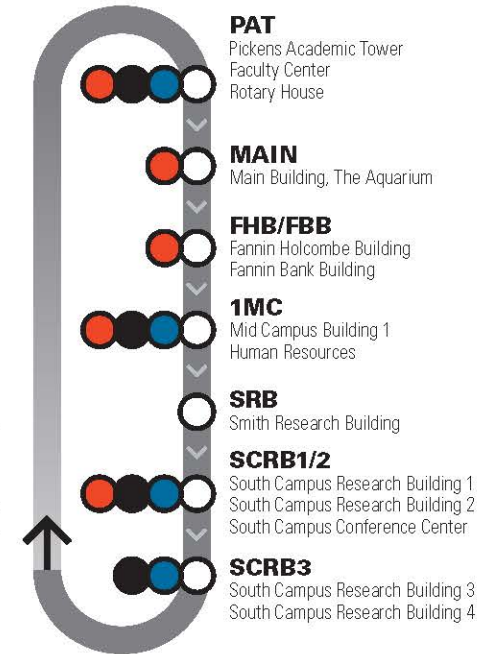 PAT
Pickens Academic Tower
Faculty Center
Rotary House
MAIN
Main Building, The Aquarium
FHB/FBB
Fannin Holcombe Building
Fannin Bank Building
1MC
Mid Campus Building 1
Human Resources
SRB
Smith Research Building
SCRB1/2
South Campus Research Building 1
South Campus Research Building 2
South Campus Conference Center
SCRB3
South Campus Research Building 3
South Campus Research Building 4